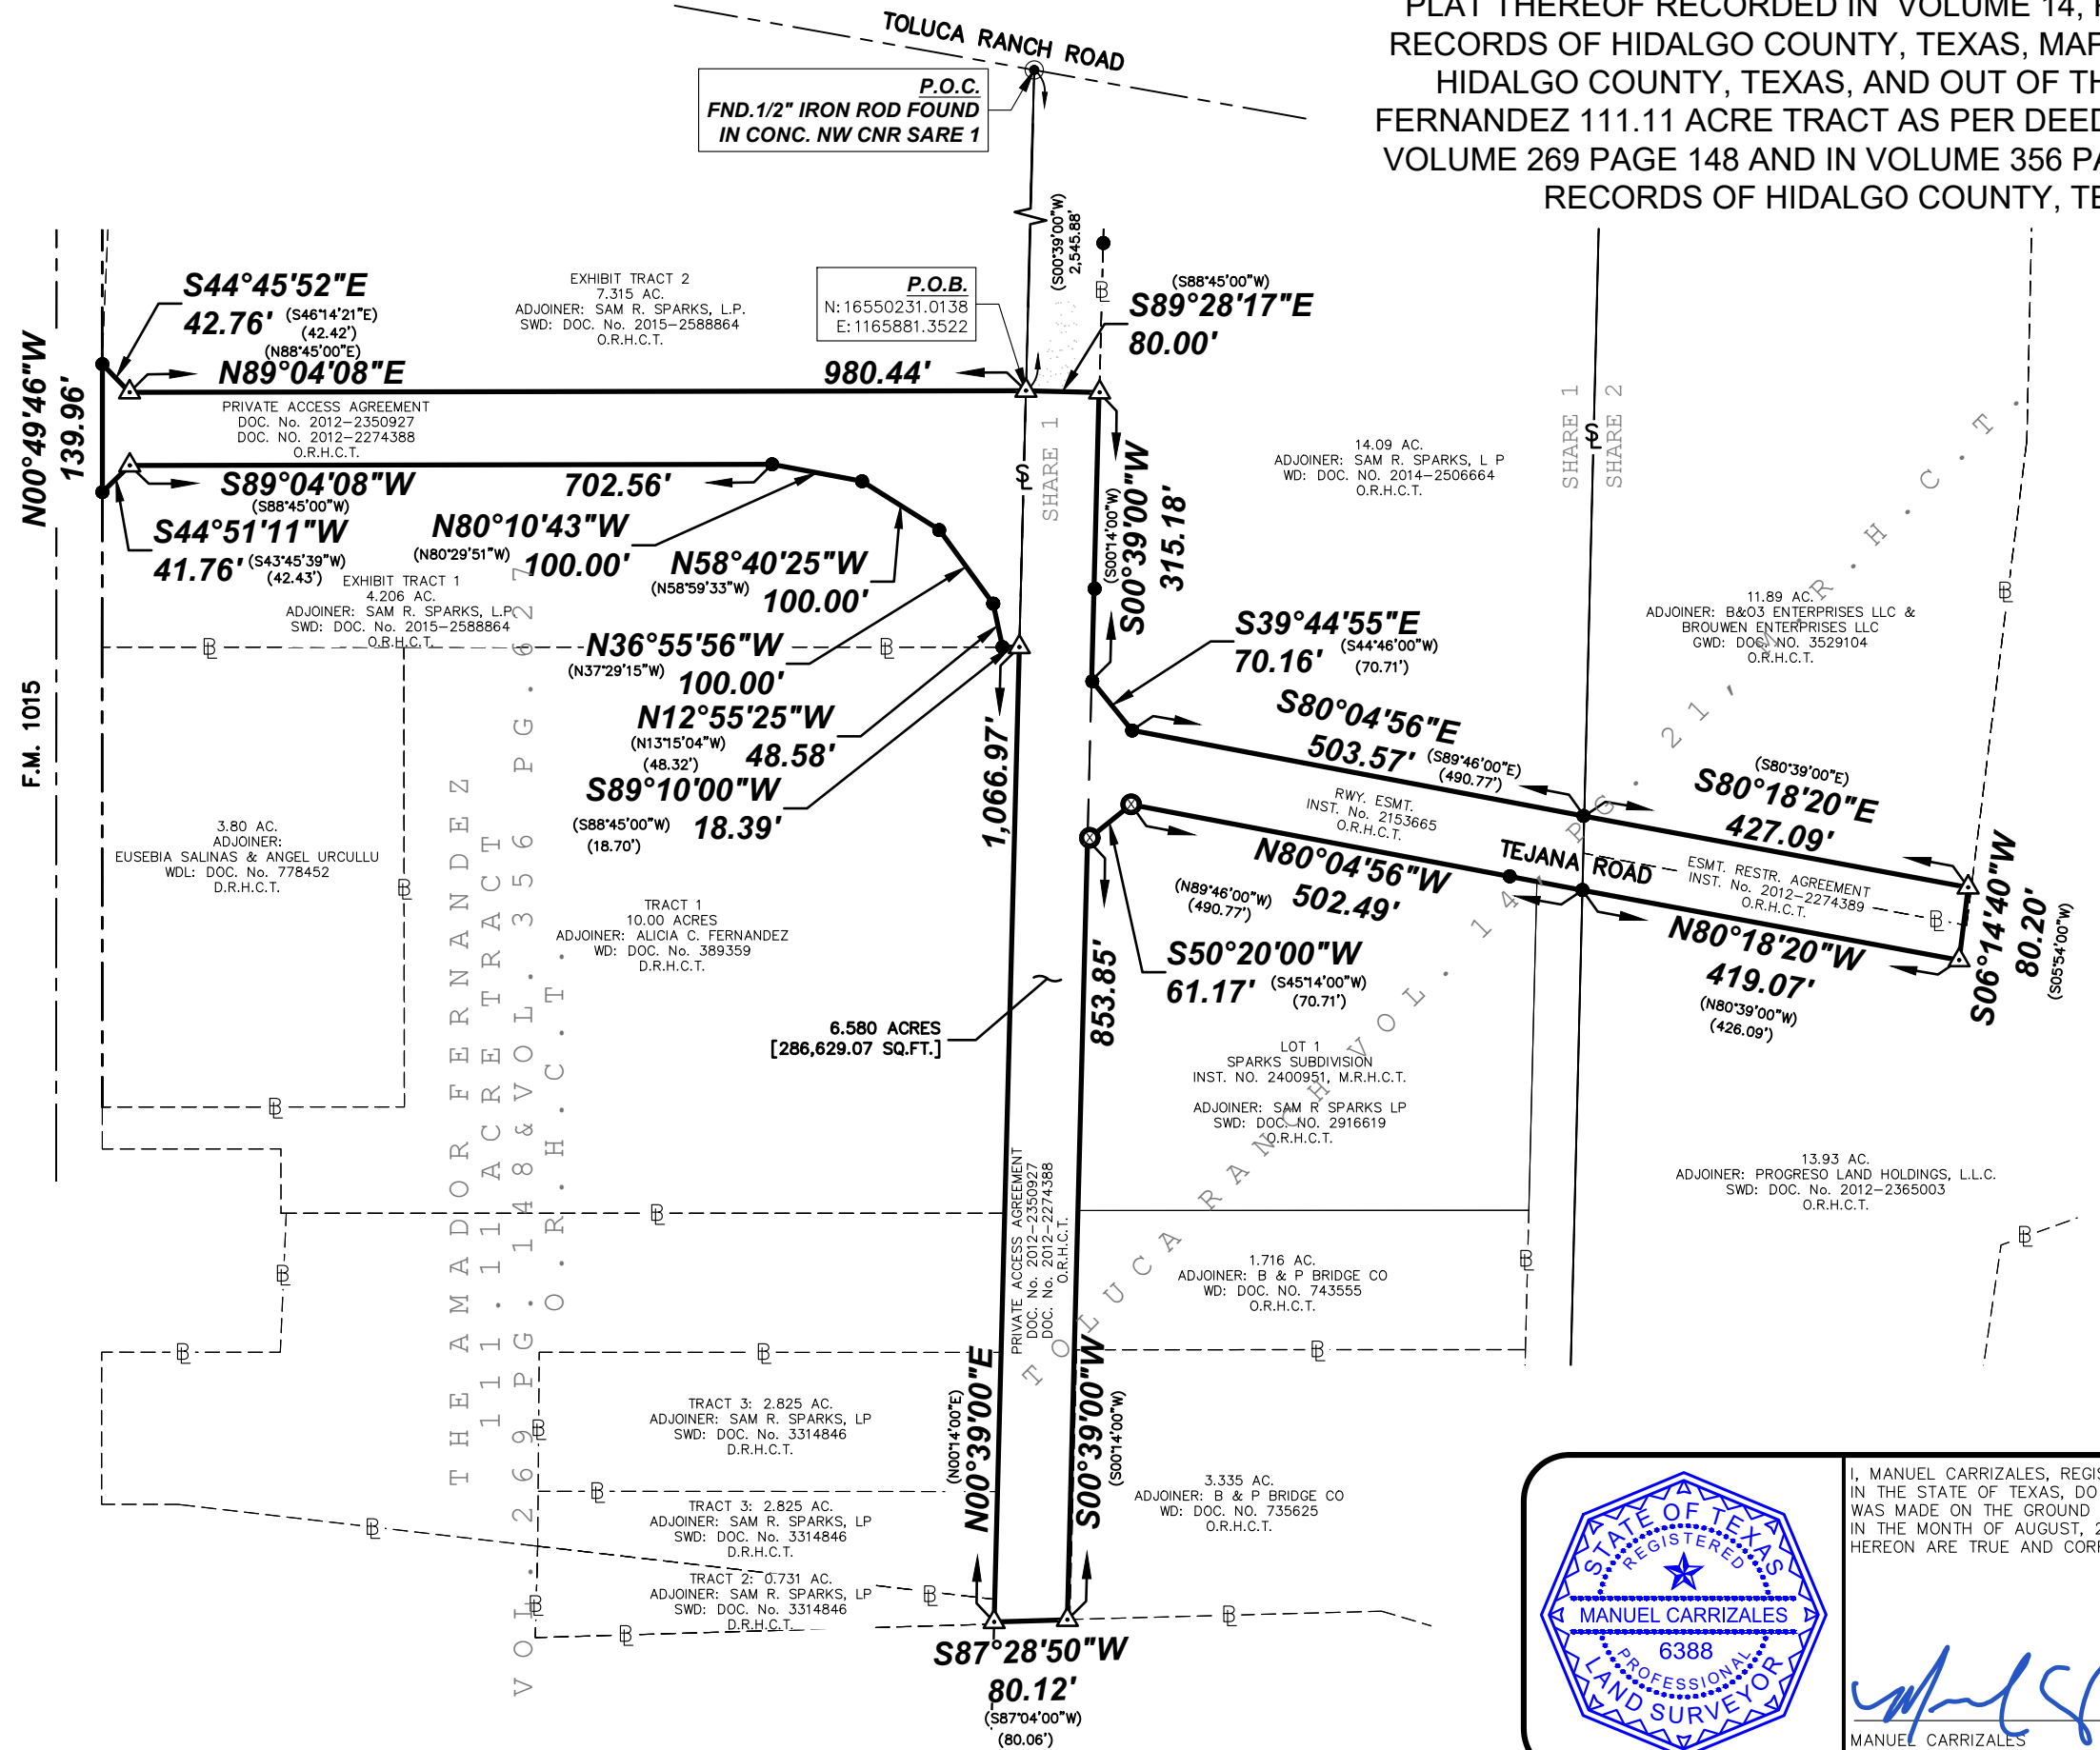 PLAT THEREOF RECORDED IN VOLUME 14,
RECORDS OF HIDALGO COUNTY, TEXAS, MAP
HIDALGO COUNTY, TEXAS, AND OUT OF
FERNANDEZ 111.11 ACRE TRACT AS PER DEED
VOLUME 269 PAGE 148 AND IN VOLUME 356
RECORDS OF HIDALGO COUNTY,
TOLUCA RANCH ROAD
P.O.C.
FND.1/2" IRON ROD FOUND
IN CONC. NW CNR SARE 1
(S00°39'00"W)
2,545.88'
P.O.B.
N:16550231.0138
E:1165881.3522
(S88°45'00"W)
S89°28'17"E
80.00'
EXHIBIT TRACT 2
7.315 AC.
ADJOINER: SAM R. SPARKS, L.P.
SWD: DOC. No. 2015-2588864
O.R.H.C.T.
S44°45'52"E
42.76' (S46°14'21"E)
(42.42')
(N88°45'00"E)
N89°04'08"E
980.44'
N00°49'46"W
139.96'
PRIVATE ACCESS AGREEMENT
DOC. No. 2012-2350927
DOC. NO. 2012-2274388
O.R.H.C.T.
S89°04'08"W
702.56'
(S88°45'00"W)
S44°51'11"W
41.76' (S43°45'39"W)
(42.43')
N80°10'43"W
(N80°29'51"W) 100.00'
N58°40'25"W
(N58°59'33"W) 100.00'
N36°55'56"W
(N37°29'15"W) 100.00'
N12°55'25"W
(N13°15'04"W)
(48.32') 48.58'
S89°10'00"W
(S88°45'00"W) 18.39'
(18.70')
EXHIBIT TRACT 1
4.206 AC.
ADJOINER: SAM R. SPARKS, L.P.
SWD: DOC. No. 2015-2588864
O.R.H.C.T.
F.M. 1015
SHARE 1
SHARE 1
SHARE 2
(S00°14'00"W)
S00°39'00"W
315.18'
14.09 AC.
ADJOINER: SAM R. SPARKS, L P
WD: DOC. NO. 2014-2506664
O.R.H.C.T.
11.89 AC.
ADJOINER: B&O3 ENTERPRISES LLC &
BROUWEN ENTERPRISES LLC
GWD: DOC. NO. 3529104
O.R.H.C.T.
S39°44'55"E
70.16' (S44°46'00"W)
(70.71')
S80°04'56"E
503.57' (S89°46'00"E)
(490.77')
(S80°39'00"E)
S80°18'20"E
427.09'
RWY. ESMT.
INST. No. 2153665
O.R.H.C.T.
TEJANA ROAD
ESMT. RESTR. AGREEMENT
INST. No. 2012-2274389
O.R.H.C.T.
S06°14'40"W
80.20'
(S05°54'00"W)
N80°04'56"W
(N89°46'00"W)
(490.77') 502.49'
N80°18'20"W
419.07'
(N80°39'00"W)
(426.09')
S50°20'00"W
61.17' (S45°14'00"W)
(70.71')
1,066.97'
853.85'
3.80 AC.
ADJOINER:
EUSEBIA SALINAS & ANGEL URCULLU
WDL: DOC. No. 778452
D.R.H.C.T.
TRACT 1
10.00 ACRES
ADJOINER: ALICIA C. FERNANDEZ
WD: DOC. No. 389359
D.R.H.C.T.
6.580 ACRES
[286,629.07 SQ.FT.]
LOT 1
SPARKS SUBDIVISION
INST. NO. 2400951, M.R.H.C.T.
ADJOINER: SAM R SPARKS LP
SWD: DOC. NO. 2916619
O.R.H.C.T.
13.93 AC.
ADJOINER: PROGRESO LAND HOLDINGS, L.L.C.
SWD: DOC. No. 2012-2365003
O.R.H.C.T.
THE AMADOR FERNANDEZ
111.11 ACRE TRACT
VOL. 269 PG. 148 & VOL. 356 PG. 627
O.R.H.C.T.
TOLUCA RANCH VOL. 14, PG. 21, M.R.H.C.T.
PRIVATE ACCESS AGREEMENT
DOC. No. 2012-2350927
DOC. No. 2012-2274388
O.R.H.C.T.
1.716 AC.
ADJOINER: B & P BRIDGE CO
WD: DOC. NO. 743555
O.R.H.C.T.
TRACT 3: 2.825 AC.
ADJOINER: SAM R. SPARKS, LP
SWD: DOC. No. 3314846
D.R.H.C.T.
TRACT 3: 2.825 AC.
ADJOINER: SAM R. SPARKS, LP
SWD: DOC. No. 3314846
D.R.H.C.T.
TRACT 2: 0.731 AC.
ADJOINER: SAM R. SPARKS, LP
SWD: DOC. No. 3314846
D.R.H.C.T.
(N00°14'00"E)
N00°39'00"E
S00°39'00"W
(S00°14'00"W)
3.335 AC.
ADJOINER: B & P BRIDGE CO
WD: DOC. NO. 735625
O.R.H.C.T.
S87°28'50"W
80.12'
(S87°04'00"W)
(80.06')
STATE OF TEXAS
REGISTERED
MANUEL CARRIZALES
6388
PROFESSIONAL
LAND SURVEYOR
I, MANUEL CARRIZALES,
IN THE STATE OF TEXAS, DO
WAS MADE ON THE GROUND
IN THE MONTH OF AUGUST,
HEREON ARE TRUE AND
MANUEL CARRIZALES